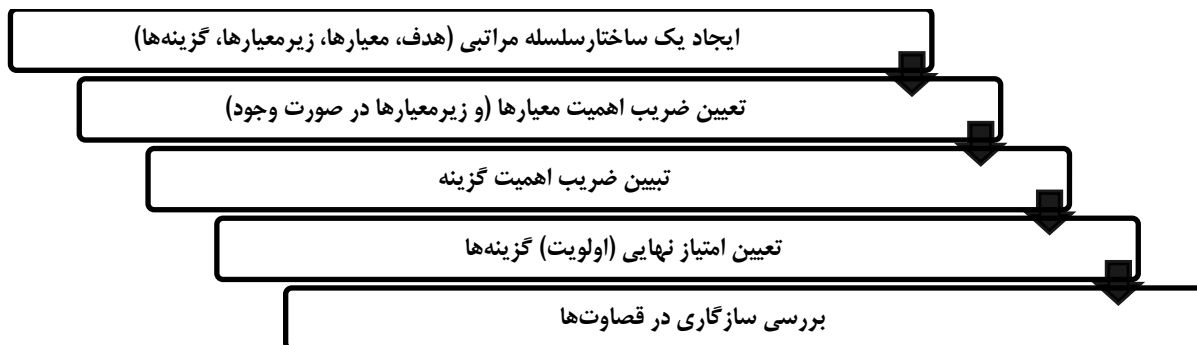 ایجاد یک ساختارسلسله مراتبی (هدف، معیارها، زیرمعیارها، گزینه‌ها)
تعیین ضریب اهمیت معیارها (و زیرمعیارها در صورت وجود)
تبیین ضریب اهمیت گزینه
تعیین امتیاز نهایی (اولویت) گزینه‌ها
بررسی سازگاری در قصاوت‌ها